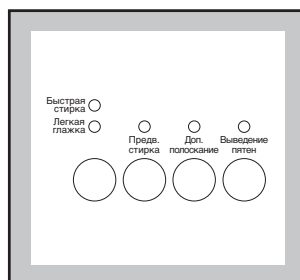 Быстрая
стирка
Легкая
глажка
Предв.
стирка
Доп.
полоскание
Выведение
пятен